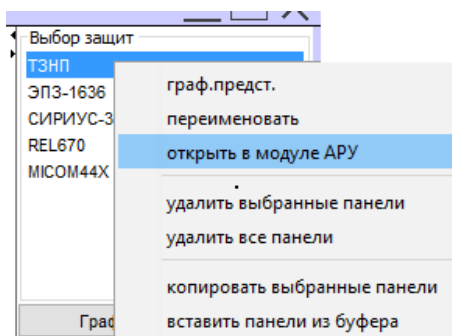 Выбор защит
ТЗНП
ЭПЗ-1636
СИРИУС-3
REL670
MICOM44X
граф.предст.
переименовать
открыть в модуле АРУ
удалить выбранные панели
удалить все панели
копировать выбранные панели
вставить панели из буфера